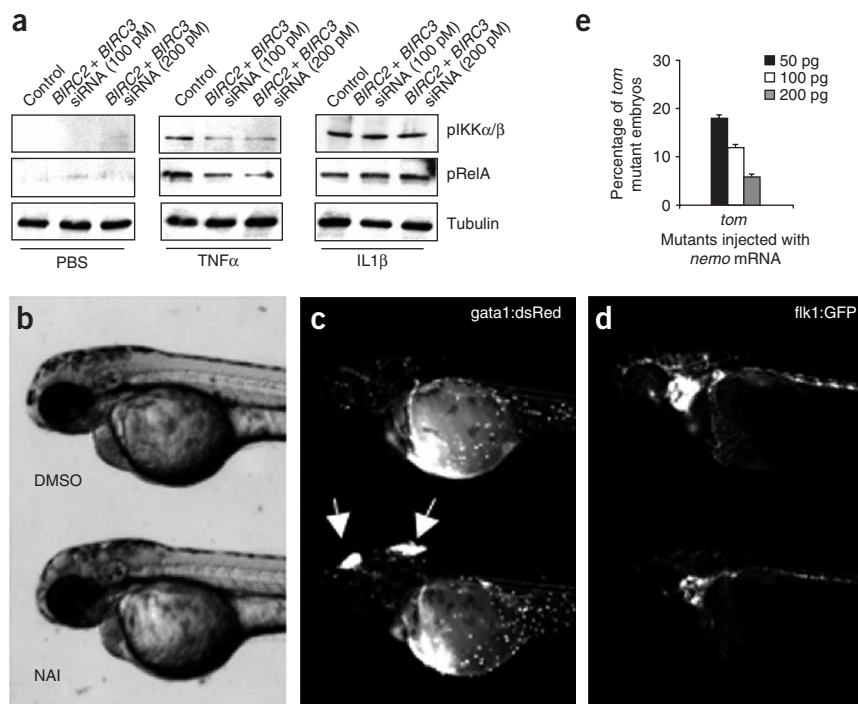 a
Control
BIRC2 + BIRC3
siRNA (100 pM)
BIRC2 + BIRC3
siRNA (200 pM)
Control
BIRC2 + BIRC3
siRNA (100 pM)
BIRC2 + BIRC3
siRNA (200 pM)
Control
BIRC2 + BIRC3
siRNA (100 pM)
BIRC2 + BIRC3
siRNA (200 pM)
pIKKα/β
pRelA
Tubulin
PBS
TNFα
IL1β
e
Percentage of tom
mutant embryos
30
20
10
0
50 pg
100 pg
200 pg
tom
Mutants injected with
nemo mRNA
b
DMSO
NAI
c
gata1:dsRed
d
flk1:GFP